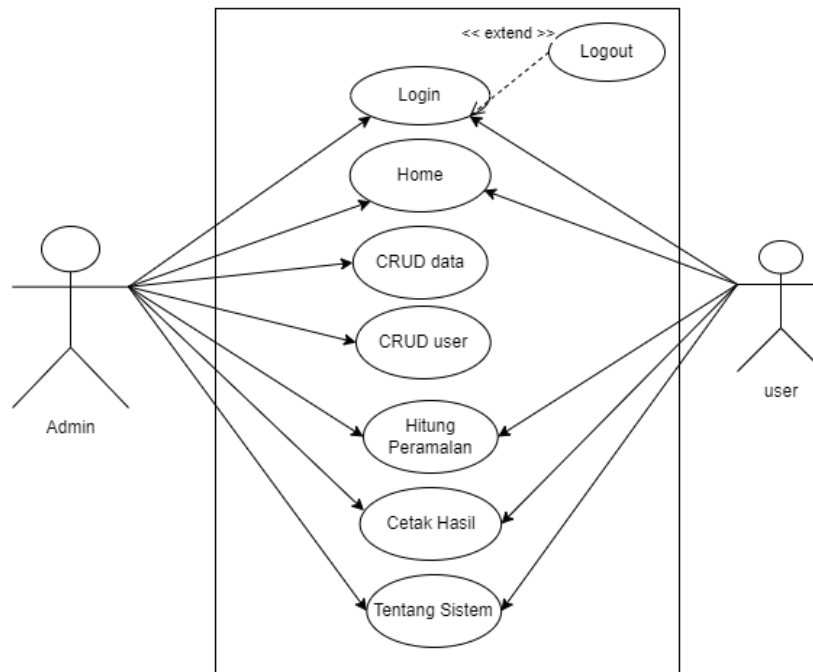 << extend >>
Logout
Login
Home
CRUD data
CRUD user
Admin
user
Hitung
Peramalan
Cetak Hasil
Tentang Sistem